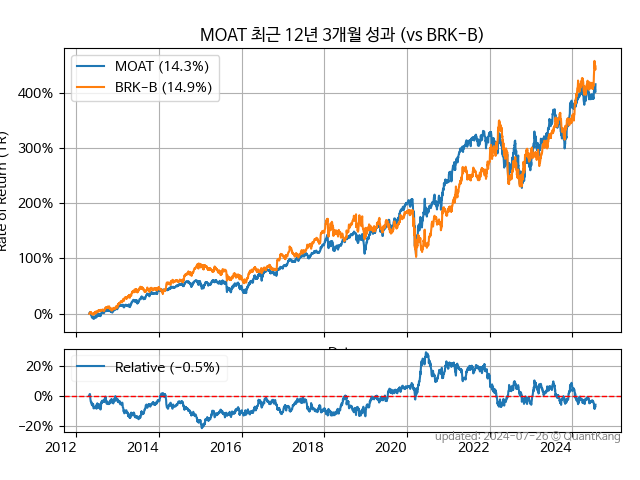 MOAT 최근 12년 3개월 성과 (vs BRK-B)
MOAT (14.3%)
BRK-B (14.9%)
400%
300%
200%
100%
0%
Rate of Return (TR)
2012
2014
2016
2018
2020
2022
2024
Relative (-0.5%)
20%
0%
−20%
updated: 2024-07-26 © QuantKang